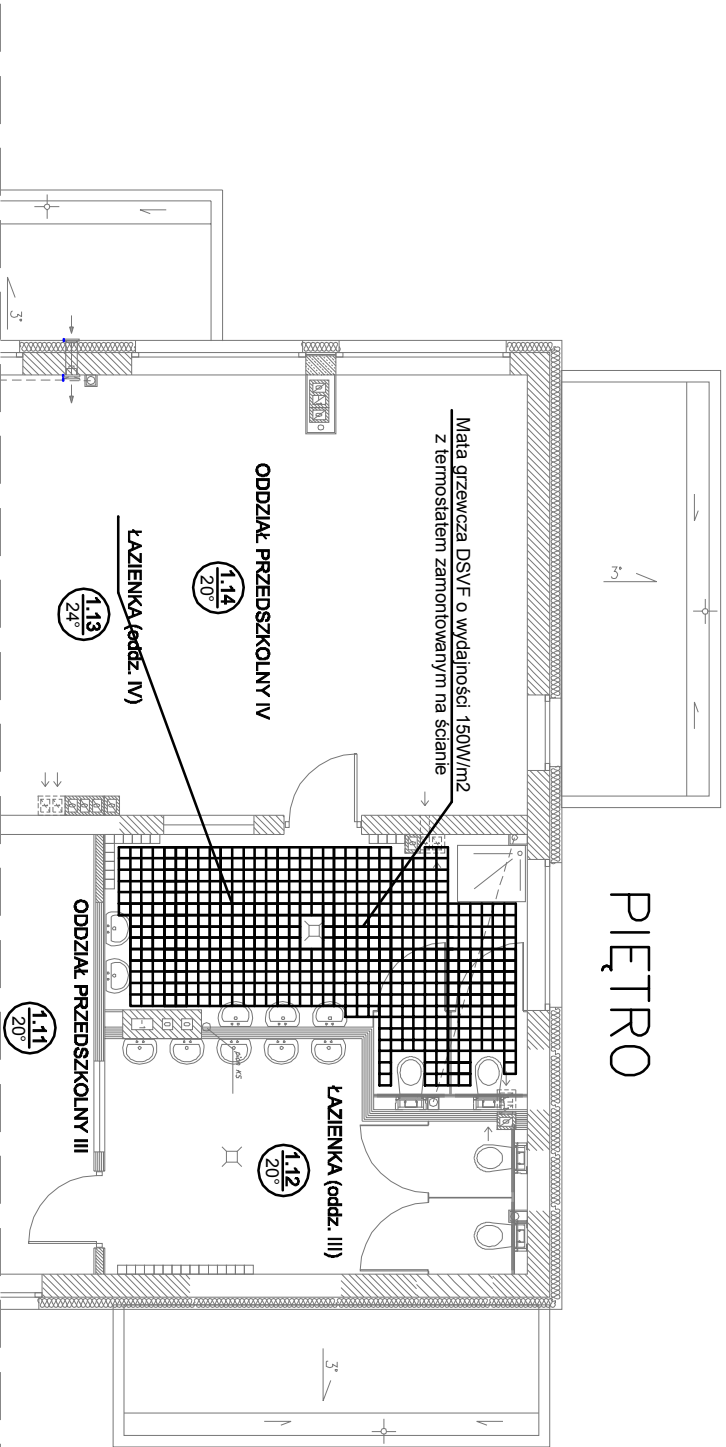 PIĘTRO
3°
3°
Mata grzewcza DSVF o wydajności 150W/m2
z termostatem zamontowanym na ścianie
ODDZIAŁ PRZEDSZKOLNY IV
1.14
20°
ŁAZIENKA (oddz. IV)
1.13
24°
ŁAZIENKA (oddz. III)
1.12
20°
pion KS
ODDZIAŁ PRZEDSZKOLNY III
1.11
20°
3°